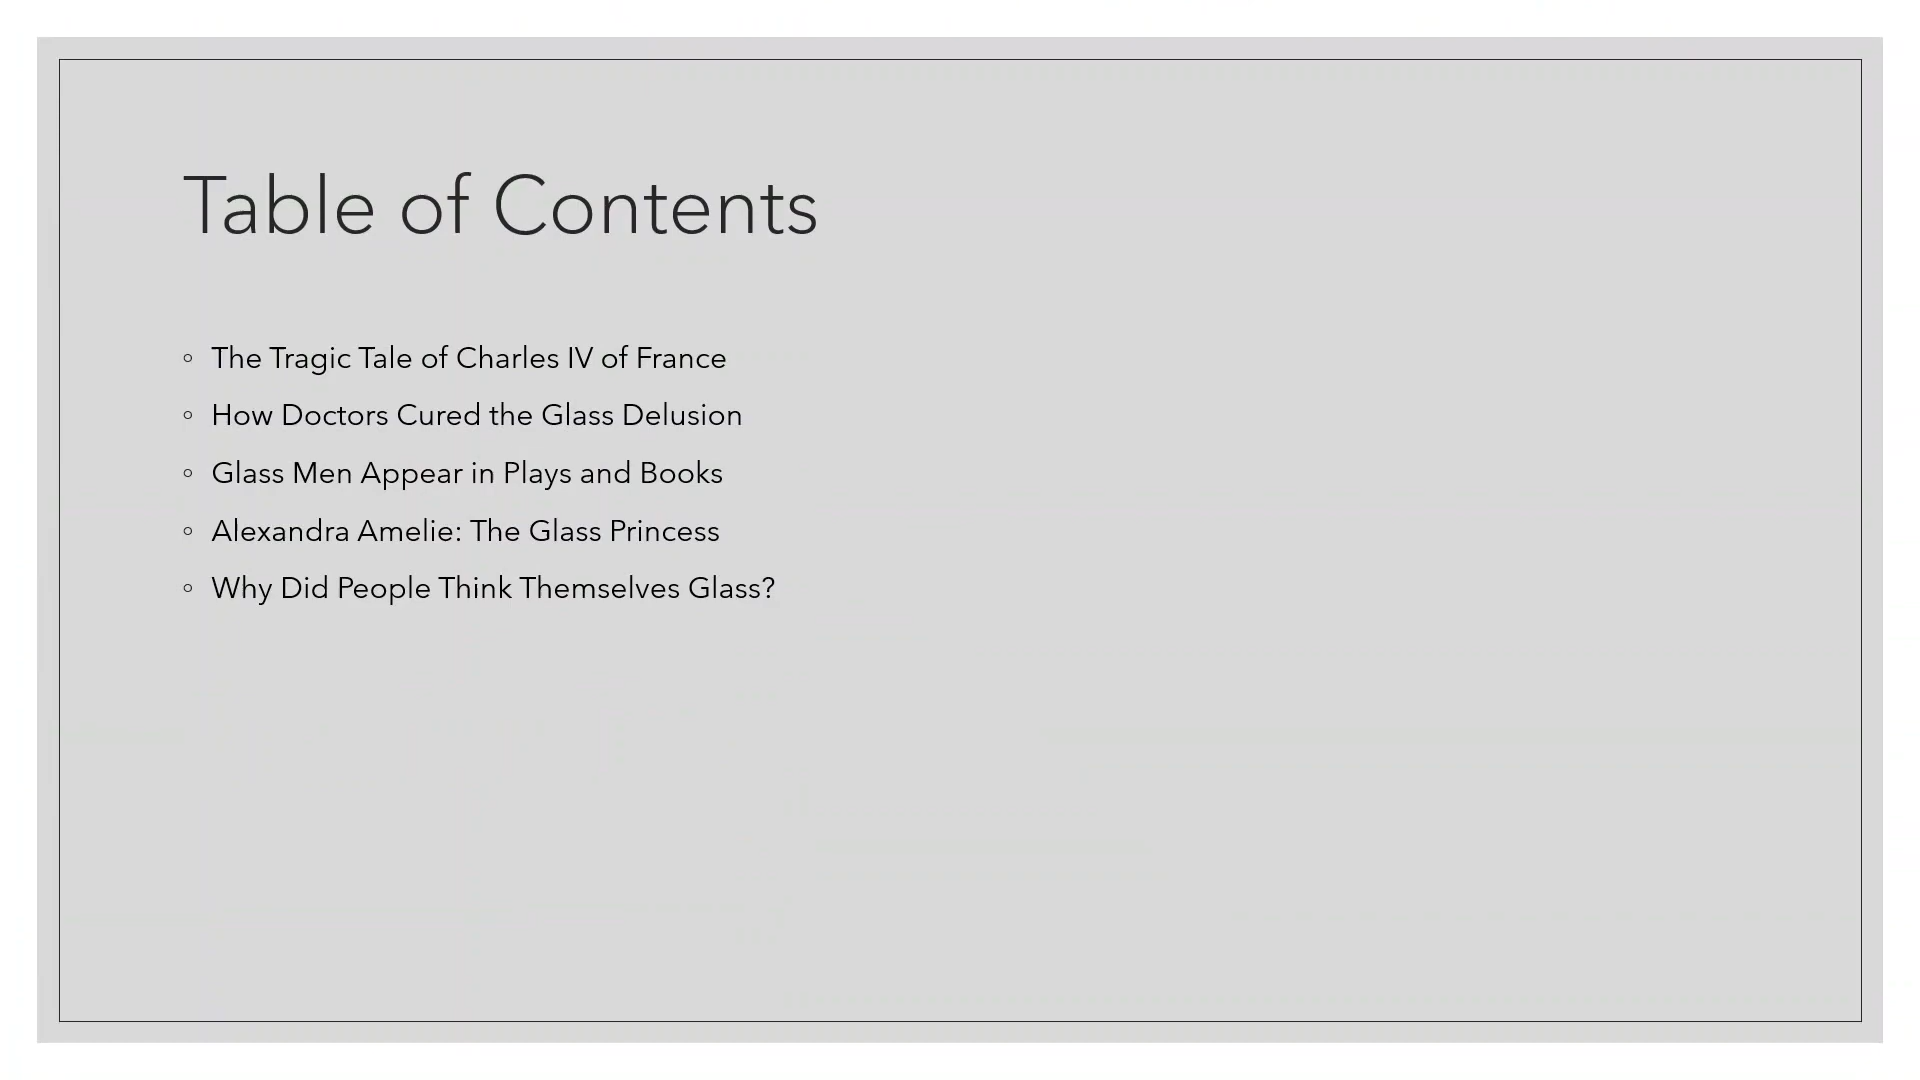 Table of Contents
The Tragic Tale of Charles IV of France
How Doctors Cured the Glass Delusion
Glass Men Appear in Plays and Books
Alexandra Amelie: The Glass Princess
Why Did People Think Themselves Glass?